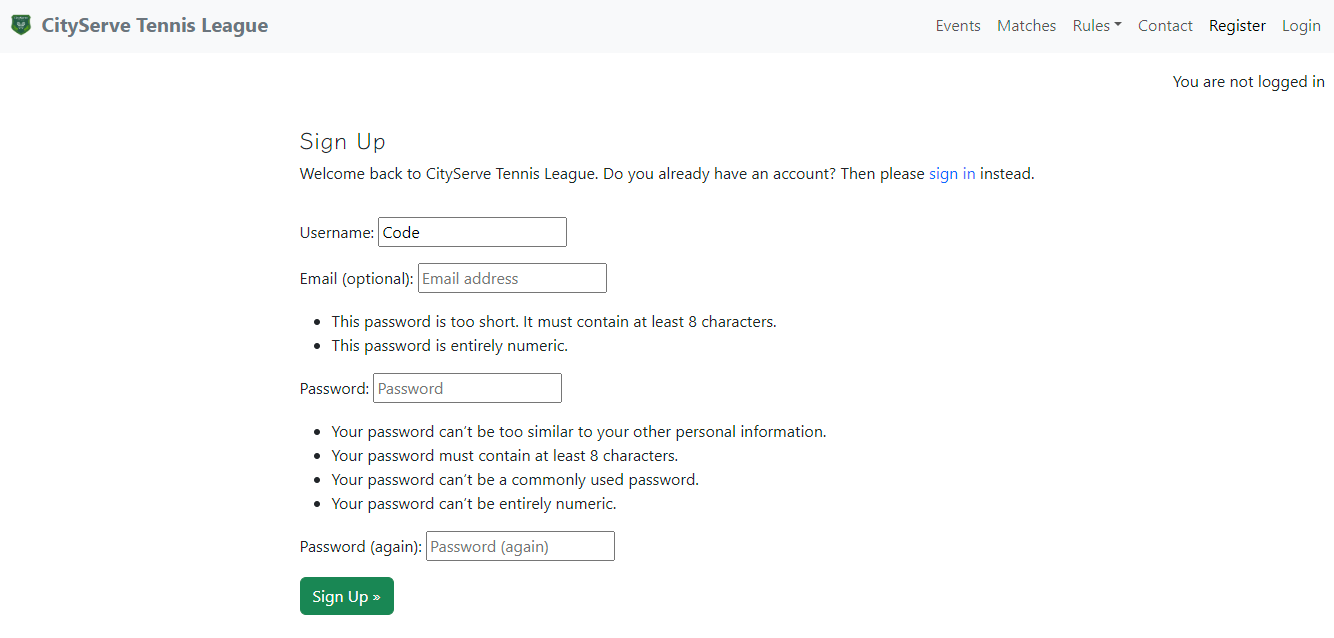 CityServe Tennis League
Events Matches Rules Contact Register Login
You are not logged in
Sign Up
Welcome back to CityServe Tennis League. Do you already have an account? Then please sign in instead.
Username: Code
Email (optional): Email address
• This password is too short. It must contain at least 8 characters.
• This password is entirely numeric.
Password: Password
• Your password can’t be too similar to your other personal information.
• Your password must contain at least 8 characters.
• Your password can’t be a commonly used password.
• Your password can’t be entirely numeric.
Password (again): Password (again)
Sign Up »